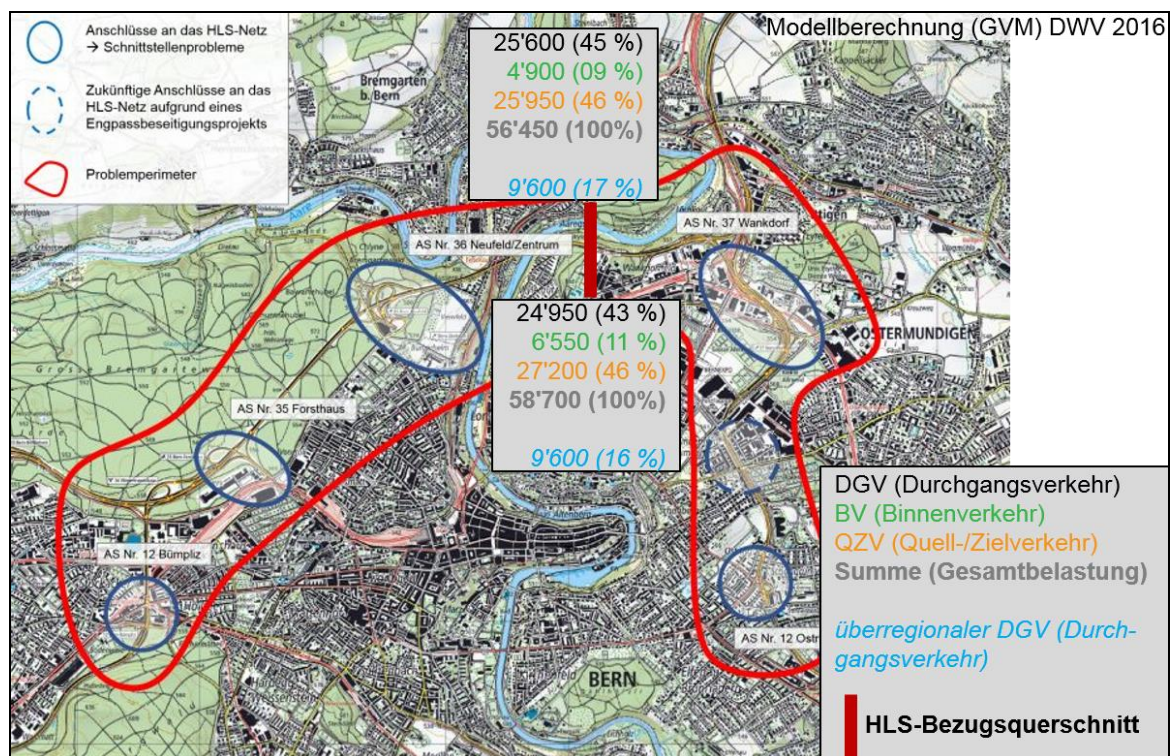 Anschlüsse an das HLS-Netz
→ Schnittstellenprobleme
Zukünftige Anschlüsse an das
HLS-Netz aufgrund eines
Engpassbeseitigungsprojekts
Problemperimeter
Modellberechnung (GVM) DWV 2016
25'600 (45 %)
4'900 (09 %)
25'950 (46 %)
56'450 (100%)
9'600 (17 %)
Bremgarten
b./Bern
Aare
AS Nr. 36 Neufeld/Zentrum
AS Nr. 37 Wankdorf
24'950 (43 %)
6'550 (11 %)
27'200 (46 %)
58'700 (100%)
9'600 (16 %)
OSTERMUNDIGEN
AS Nr. 35 Forsthaus
AS Nr. 12 Bümpliz
AS Nr. 12 Ostr
BERN
DGV (Durchgangsverkehr)
BV (Binnenverkehr)
QZV (Quell-/Zielverkehr)
Summe (Gesamtbelastung)
überregionaler DGV (Durch-
gangsverkehr)
HLS-Bezugsquerschnitt